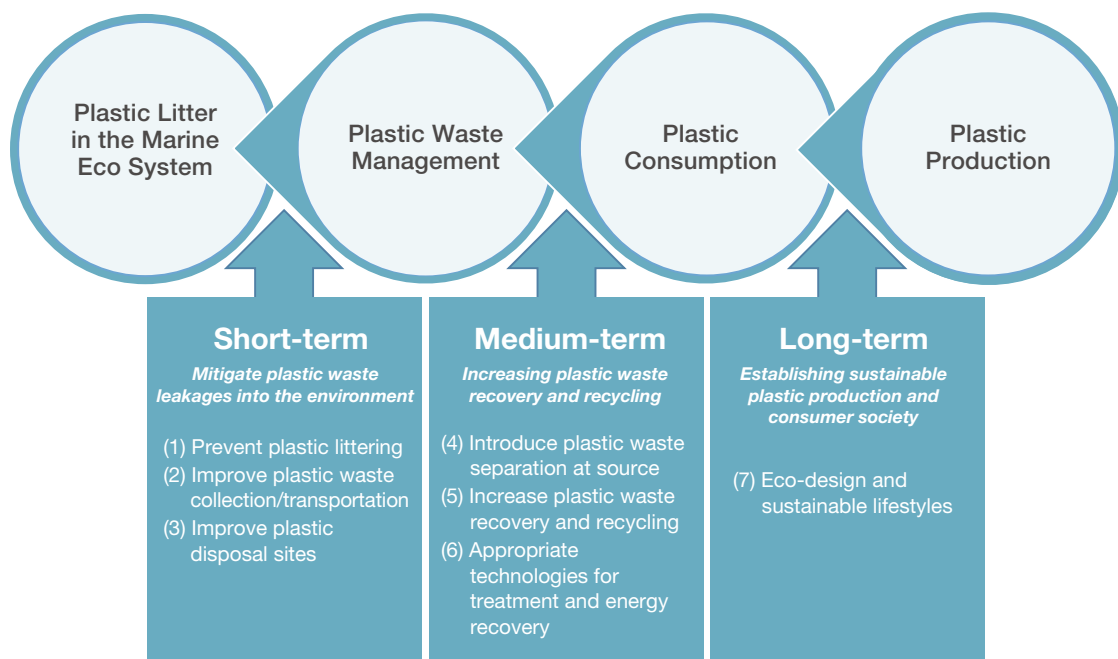 Plastic Litter
in the Marine
Eco System
Plastic Waste
Management
Plastic
Consumption
Plastic
Production
Short-term
Mitigate plastic waste
leakages into the environment
(1) Prevent plastic littering
(2) Improve plastic waste
collection/transportation
(3) Improve plastic
disposal sites
Medium-term
Increasing plastic waste
recovery and recycling
(4) Introduce plastic waste
separation at source
(5) Increase plastic waste
recovery and recycling
(6) Appropriate
technologies for
treatment and energy
recovery
Long-term
Establishing sustainable
plastic production and
consumer society
(7) Eco-design and
sustainable lifestyles